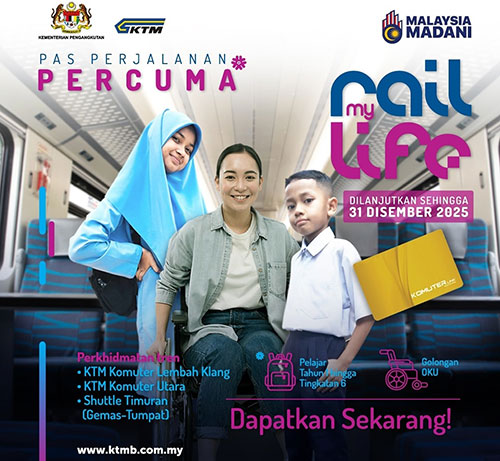 KEMENTERIAN PENGANGKUTAN
KTM
MALAYSIA
MADANI
PAS PERJALANAN
PERCUMA*
rail
my
life
DILANJUTKAN SEHINGGA
31 DISEMBER 2025
KOMUTER
Perkhidmatan
• KTM Komuter Lembah Klang
• KTM Komuter Utara
• Shuttle Timuran
(Gemas-Tumpat)
* Pelajar
Tahun Hingga
Tingkatan 6
Golongan
OKU
Dapatkan Sekarang!
www.ktmb.com.my